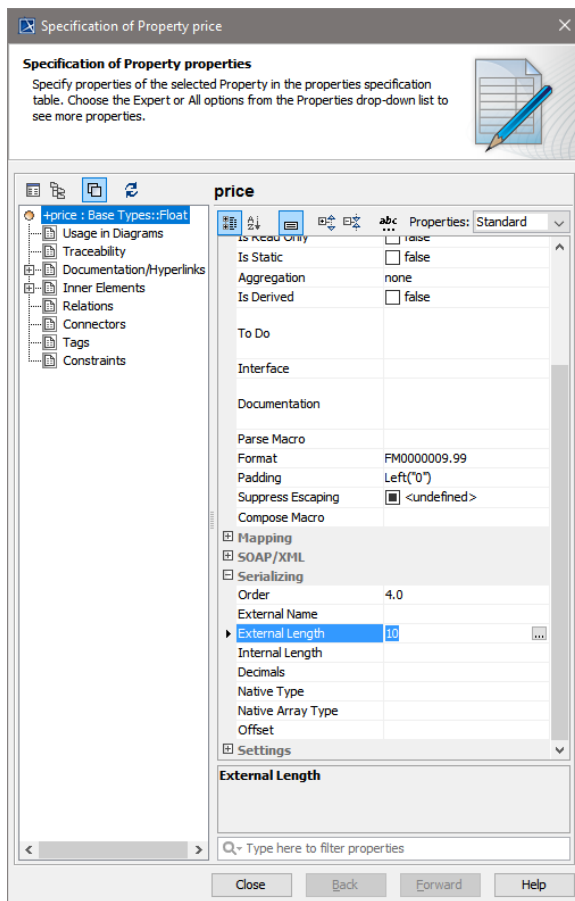 Specification of Property price
Specification of Property properties
Specify properties of the selected Property in the properties specification
table. Choose the Expert or All options from the Properties drop-down list to
see more properties.
price
+price : Base Types::Float
Usage in Diagrams
Traceability
Documentation/Hyperlinks
Inner Elements
Relations
Connectors
Tags
Constraints
abc Properties: Standard
Is Read Only false
Is Static false
Aggregation none
Is Derived false
To Do
Interface
Documentation
Parse Macro
Format FM0000009.99
Padding Left("0")
Suppress Escaping <undefined>
Compose Macro
Mapping
SOAP/XML
Serializing
Order 4.0
External Name
External Length 10 ...
Internal Length
Decimals
Native Type
Native Array Type
Offset
Settings
External Length
Type here to filter properties
Close Back Forward Help